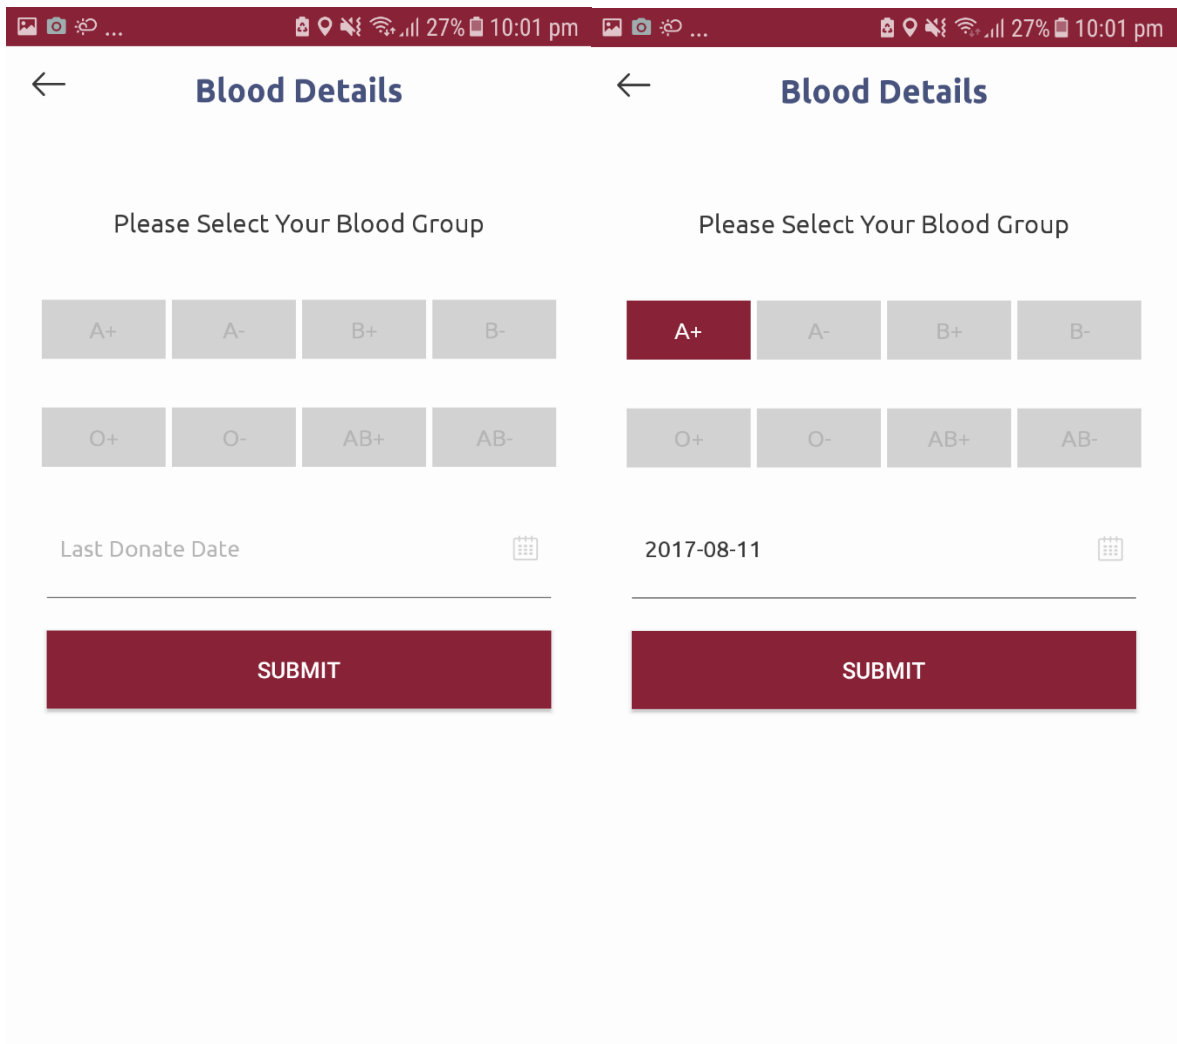 ... 27% 10:01 pm
Blood Details
Please Select Your Blood Group
A+ A- B+ B-
O+ O- AB+ AB-
Last Donate Date
SUBMIT
... 27% 10:01 pm
Blood Details
Please Select Your Blood Group
A+ A- B+ B-
O+ O- AB+ AB-
2017-08-11
SUBMIT